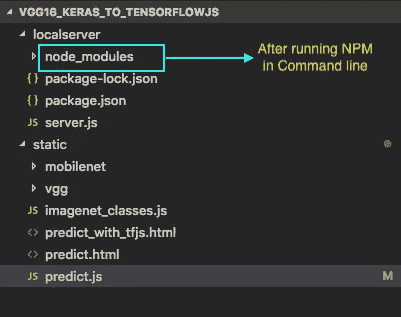 VGG16_KERAS_TO_TENSORFLOWJS
localserver
node_modules
After running NPM
in Command line
{ } package-lock.json
{ } package.json
JS server.js
static
mobilenet
vgg
JS imagenet_classes.js
<> predict_with_tfjs.html
<> predict.html
JS predict.js M